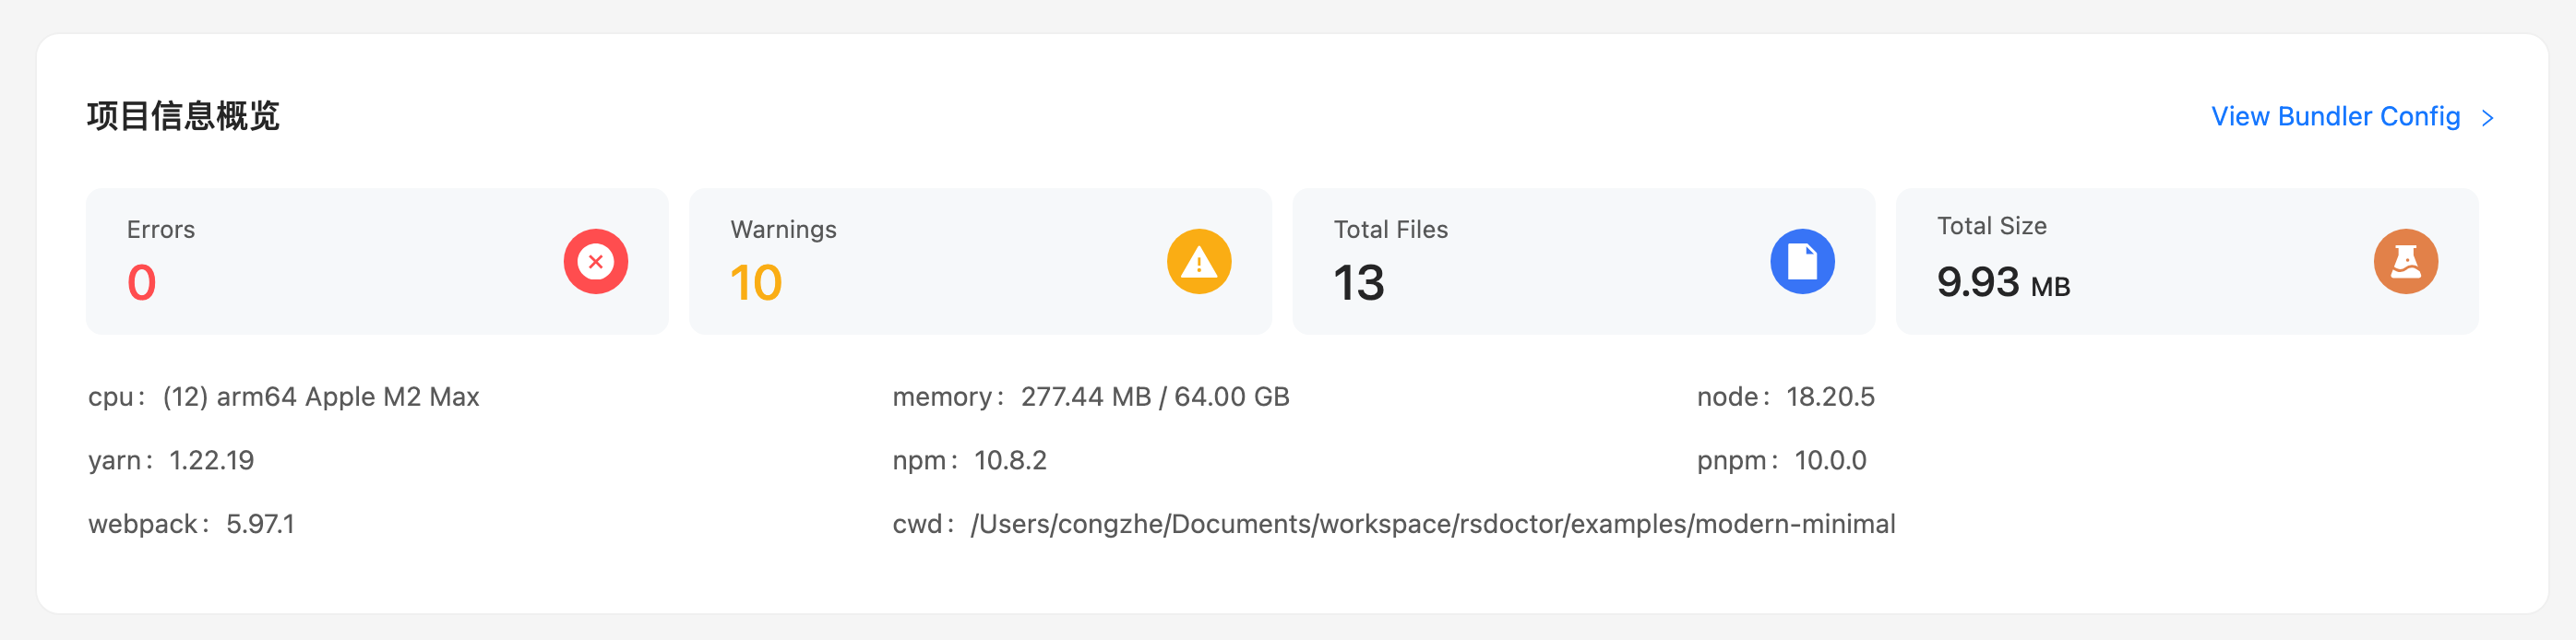 项目信息概览
View Bundler Config >
Errors
0
Warnings
10
Total Files
13
Total Size
9.93 MB
cpu: (12) arm64 Apple M2 Max
memory: 277.44 MB / 64.00 GB
node: 18.20.5
yarn: 1.22.19
npm: 10.8.2
pnpm: 10.0.0
webpack: 5.97.1
cwd: /Users/congzhe/Documents/workspace/rsdoctor/examples/modern-minimal